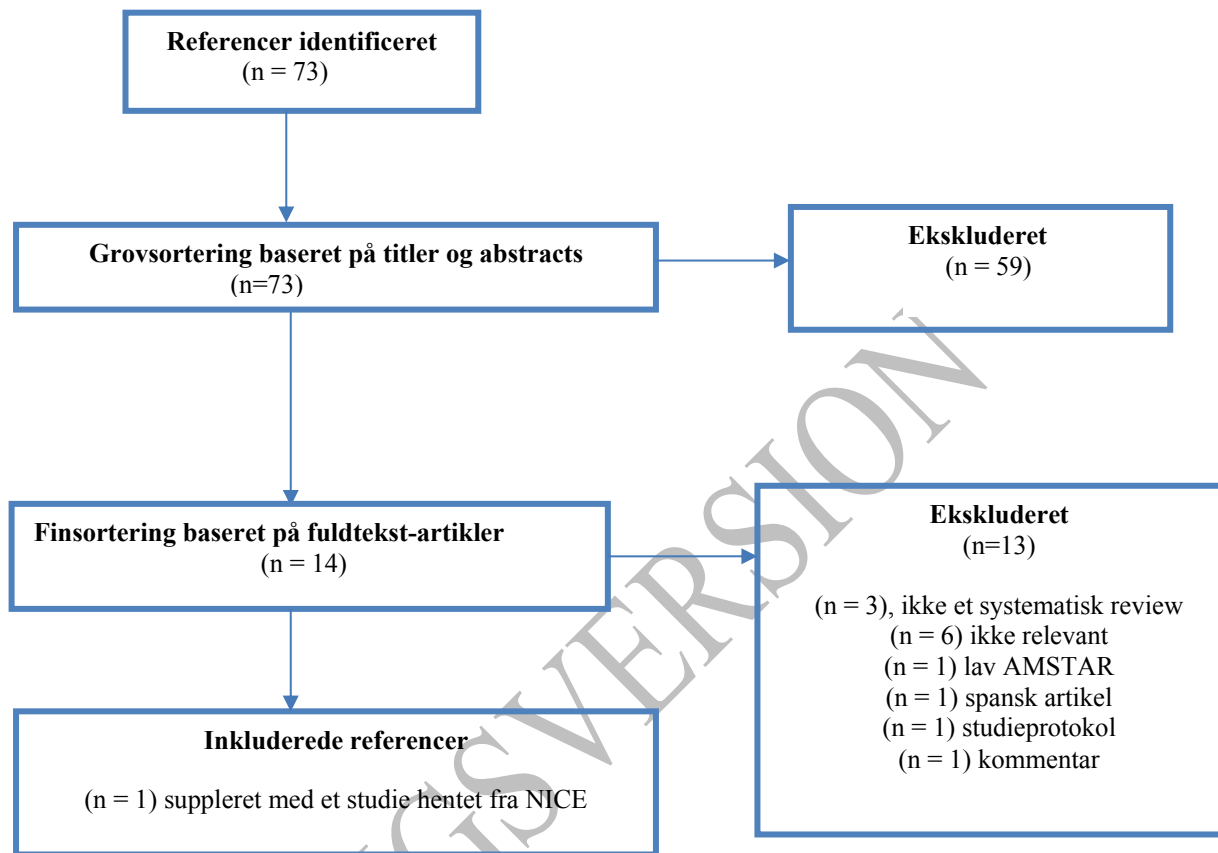 Referencer identificeret
(n = 73)
Grovsortering baseret på titler og abstracts
(n=73)
Ekskluderet
(n = 59)
Finsortering baseret på fuldtekst-artikler
(n = 14)
Ekskluderet
(n=13)
(n = 3), ikke et systematisk review
(n = 6) ikke relevant
(n = 1) lav AMSTAR
(n = 1) spansk artikel
(n = 1) studieprotokol
(n = 1) kommentar
Inkluderede referencer
(n = 1) suppleret med et studie hentet fra NICE
GSVERSION